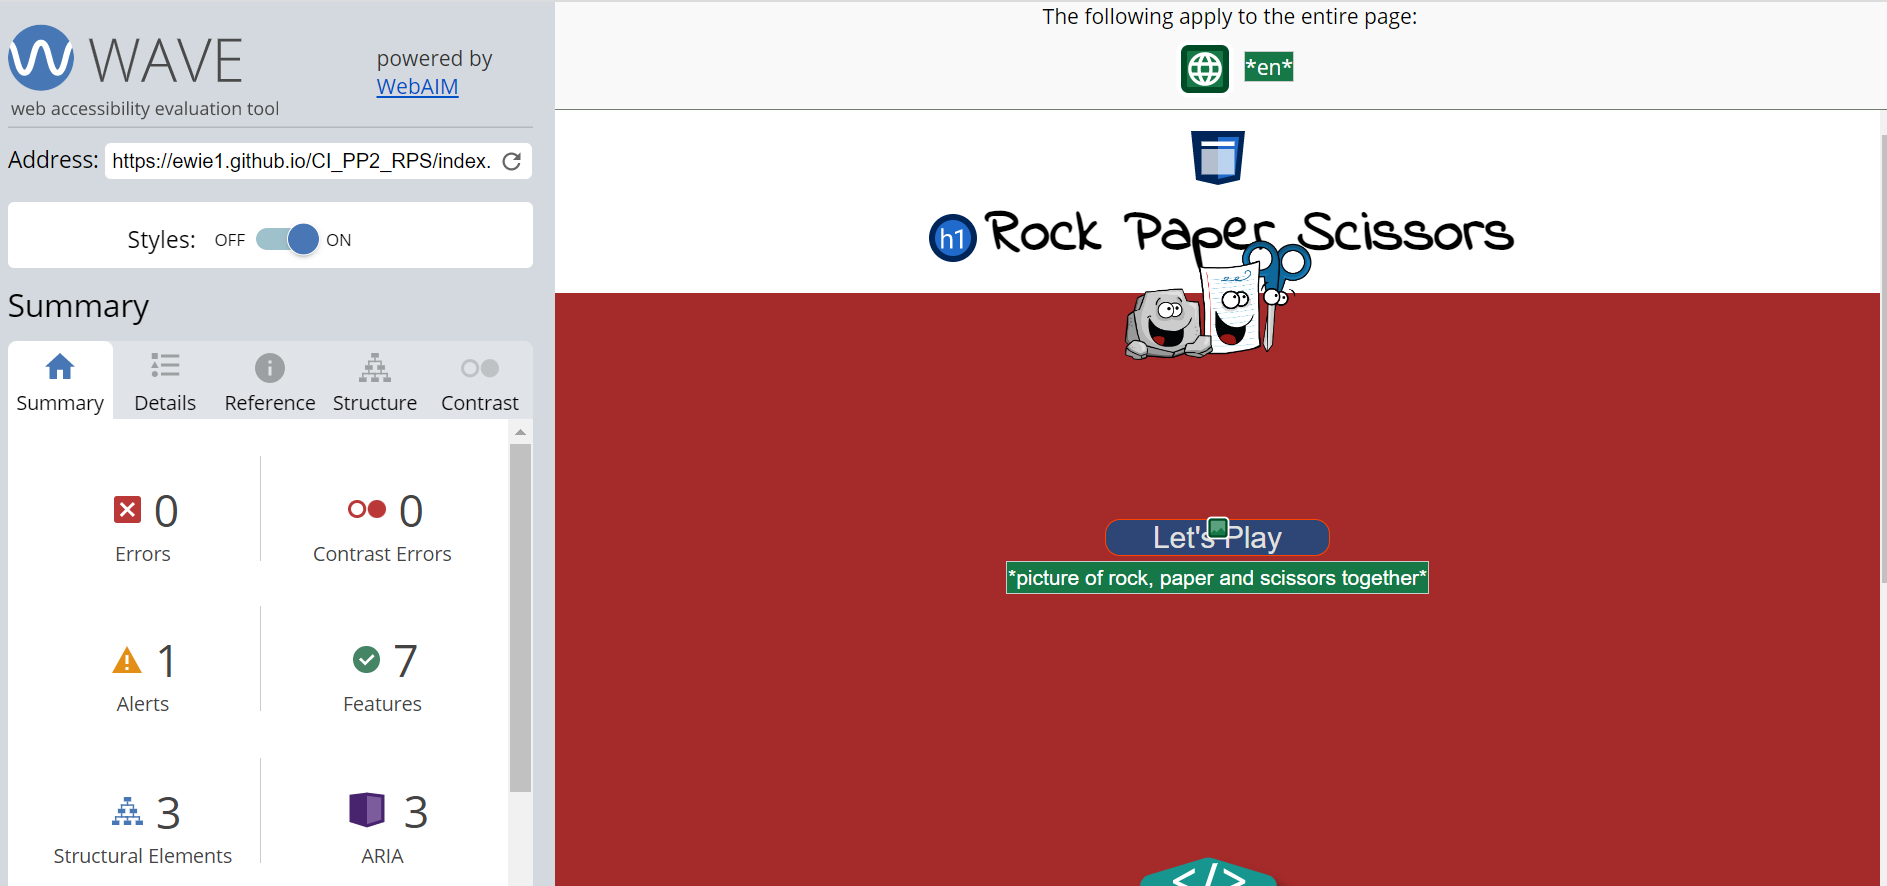 WAVE
web accessibility evaluation tool
powered by
WebAIM
Address: https://ewie1.github.io/CI_PP2_RPS/index.
Styles: OFF ON
Summary
Summary Details Reference Structure Contrast
0 0
Errors Contrast Errors
1 7
Alerts Features
3 3
Structural Elements ARIA
The following apply to the entire page:
*en*
h1 Rock Paper Scissors
Let's Play
*picture of rock, paper and scissors together*
</>